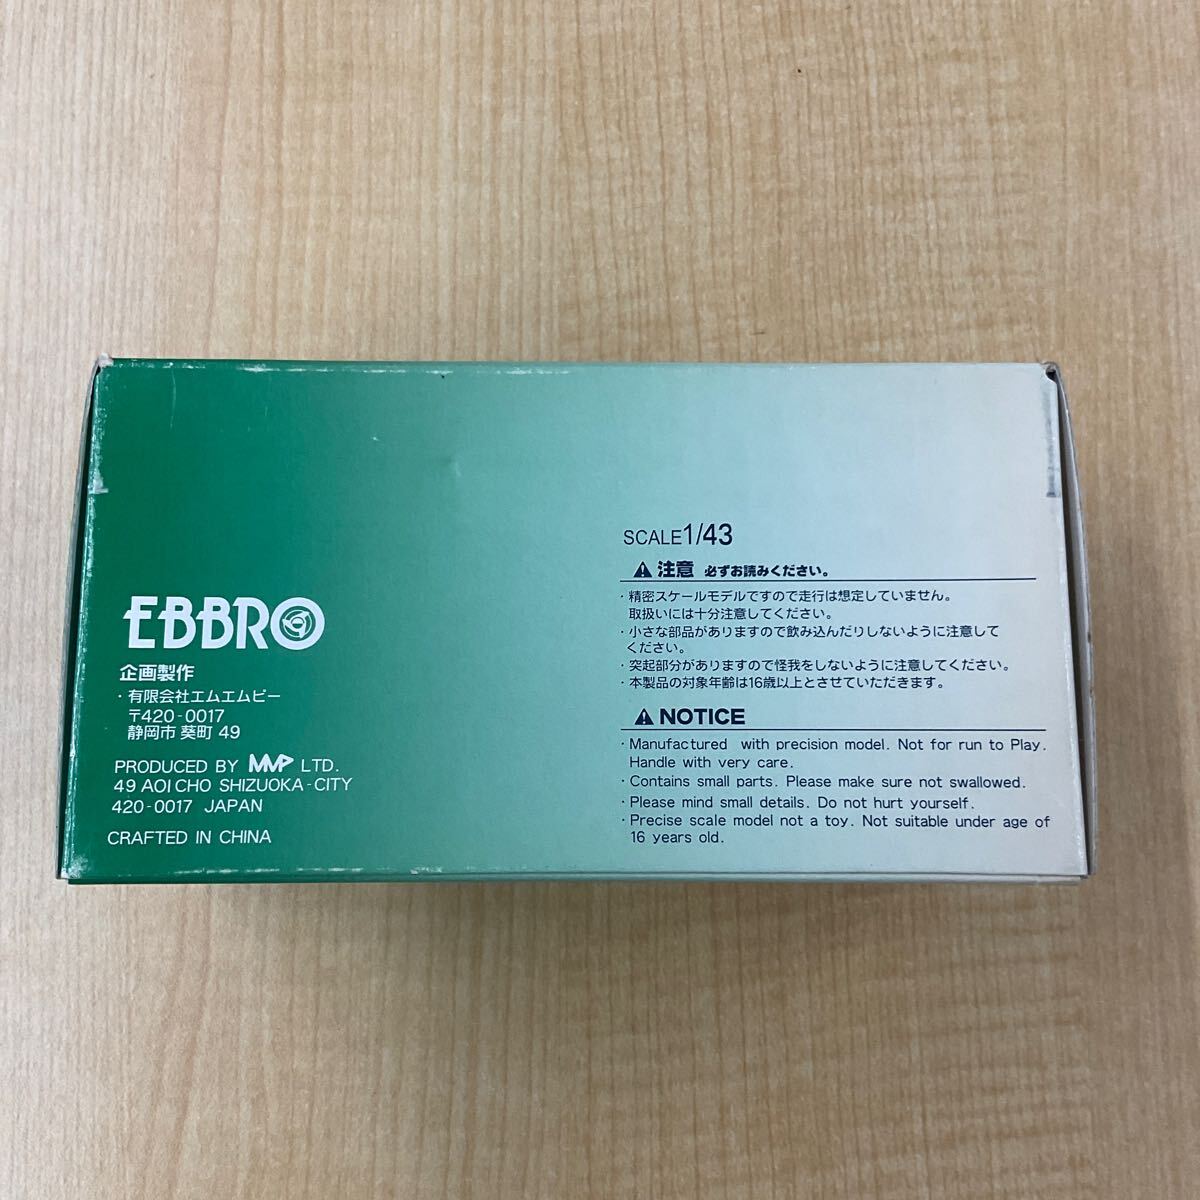 EBBRO
企画製作
・有限会社エムエムピー
〒420-0017
静岡市 葵町 49
PRODUCED BY MMP LTD.
49 AOI CHO SHIZUOKA-CITY
420-0017 JAPAN
CRAFTED IN CHINA
SCALE1/43
注意 必ずお読みください。
・精密スケールモデルですので走行は想定していません。
取扱いには十分注意してください。
・小さな部品がありますので飲み込んだりしないように注意して
ください。
・突起部分がありますので怪我をしないように注意してください。
・本製品の対象年齢は16歳以上とさせていただきます。
NOTICE
・Manufactured with precision model. Not for run to Play.
Handle with very care.
・Contains small parts. Please make sure not swallowed.
・Please mind small details. Do not hurt yourself.
・Precise scale model not a toy. Not suitable under age of
16 years old.